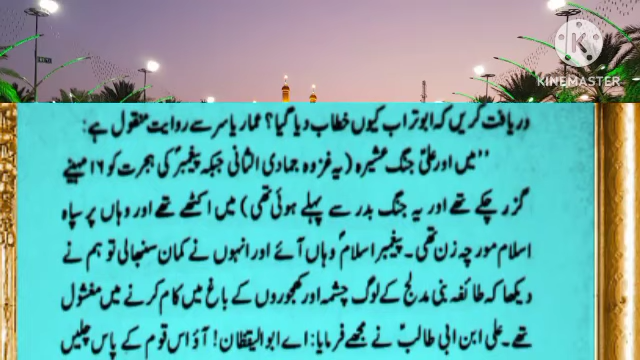 KINEMASTER
دریافت کریں کہ ابوتراب کیوں خطاب دیا گیا؟ عمار یاسر سے روایت منقول ہے:
''میں اور علیؑ جنگ عشیرہ (یہ غزوہ جمادی الثانی جبکہ پیغمبرؐ کی ہجرت کو ۱۶ مہینے
گزر چکے تھے اور یہ جنگ بدر سے پہلے ہوئی تھی) میں اکٹھے تھے اور وہاں پر سپاہ
اسلام مورچہ زن تھی۔ پیغمبر اسلامؐ وہاں آئے اور انہوں نے کمان سنبھالی تو ہم نے
دیکھا کہ طائفہ بنی مدلج کے لوگ چشمہ اور کھجوروں کے باغ میں کام کرنے میں مشغول
تھے۔ علی ابن ابی طالبؑ نے مجھے فرمایا: اے ابوالیقظان! آؤ اس قوم کے پاس چلیں